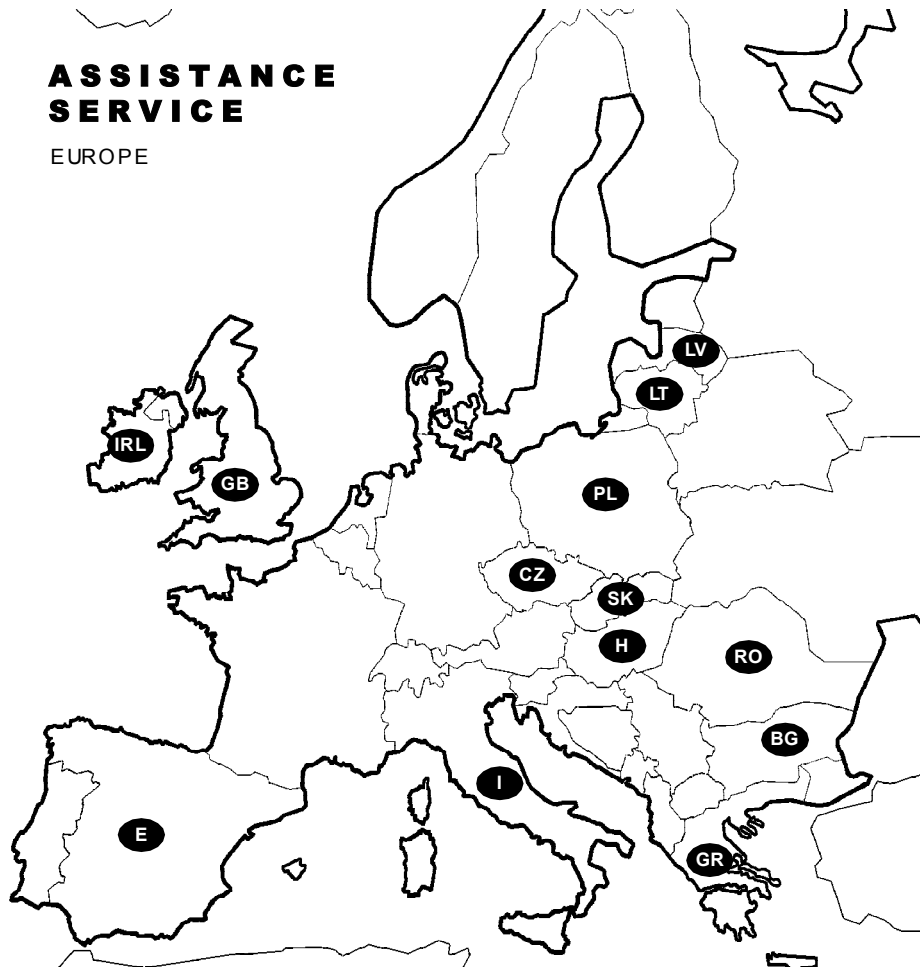 ASSISTANCE
SERVICE
EUROPE
LV
LT
IRL
GB
PL
CZ
SK
H
RO
BG
I
E
GR